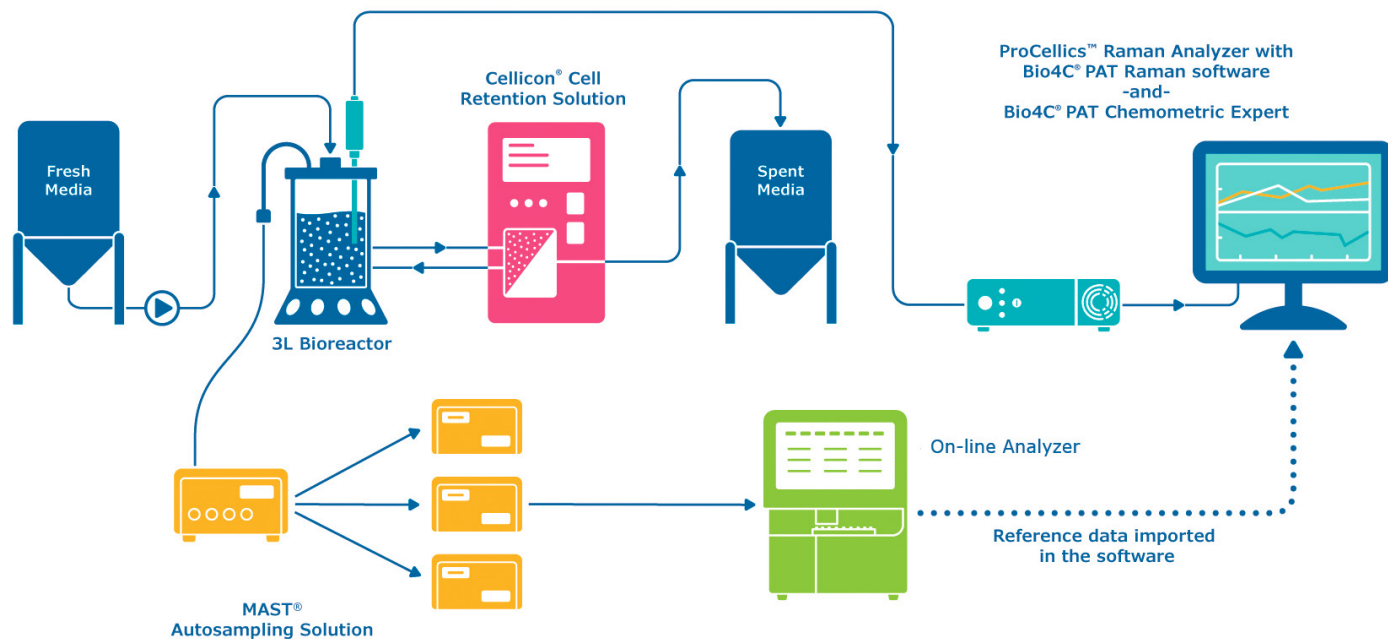 ProCellics™ Raman Analyzer with
Bio4C® PAT Raman software
-and-
Bio4C® PAT Chemometric Expert
Cellicon® Cell
Retention Solution
Fresh
Media
Spent
Media
3L Bioreactor
On-line Analyzer
Reference data imported
in the software
MAST®
Autosampling Solution